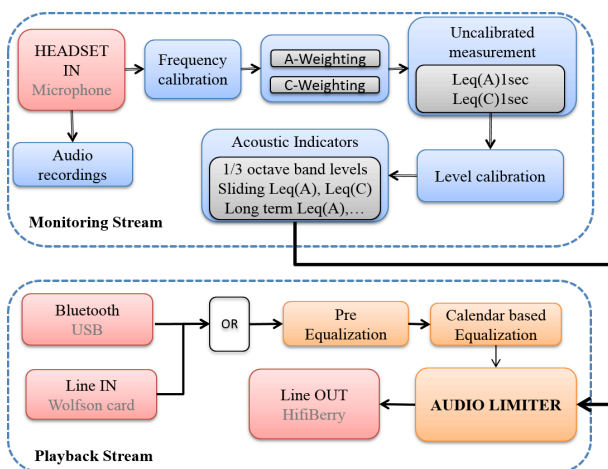 HEADSET
IN
Microphone
Frequency
calibration
A-Weighting
C-Weighting
Uncalibrated
measurement
Leq(A)1sec
Leq(C)1sec
Audio
recordings
Acoustic Indicators
1/3 octave band levels
Sliding Leq(A), Leq(C)
Long term Leq(A),…
Level calibration
Monitoring Stream
Bluetooth
USB
OR
Pre
Equalization
Calendar based
Equalization
Line IN
Wolfson card
Line OUT
HifiBerry
AUDIO LIMITER
Playback Stream